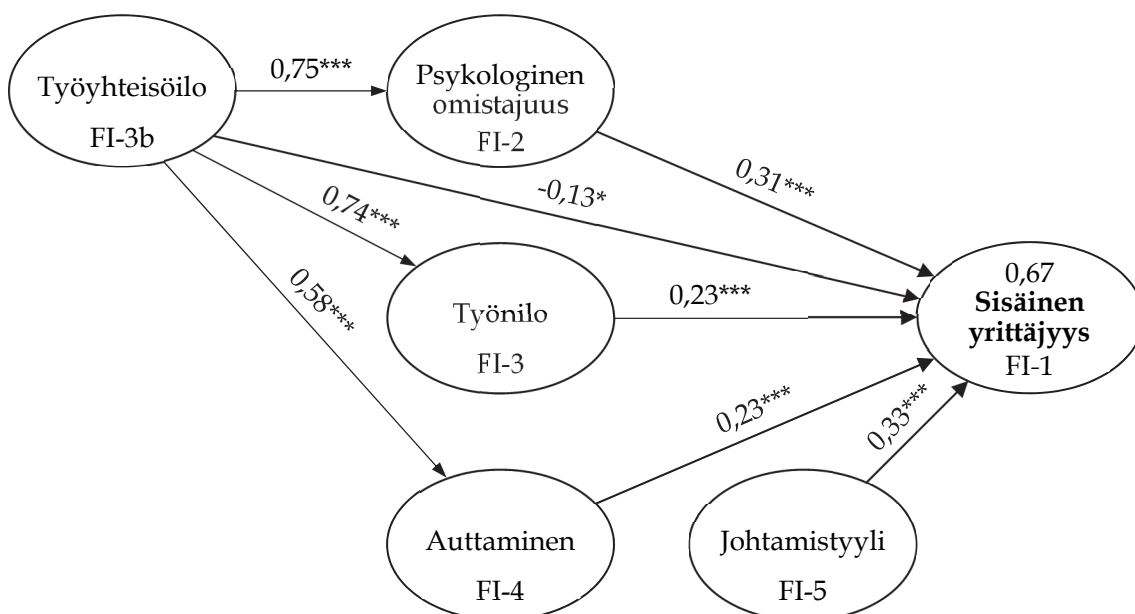 Työyhteisöilo
FI-3b
0,75***
Psykologinen
omistajuus
FI-2
0,31***
-0,13*
0,74***
0,58***
Työnilo
FI-3
0,23***
0,67
Sisäinen
yrittäjyys
FI-1
0,23***
0,33***
Auttaminen
FI-4
Johtamistyyli
FI-5